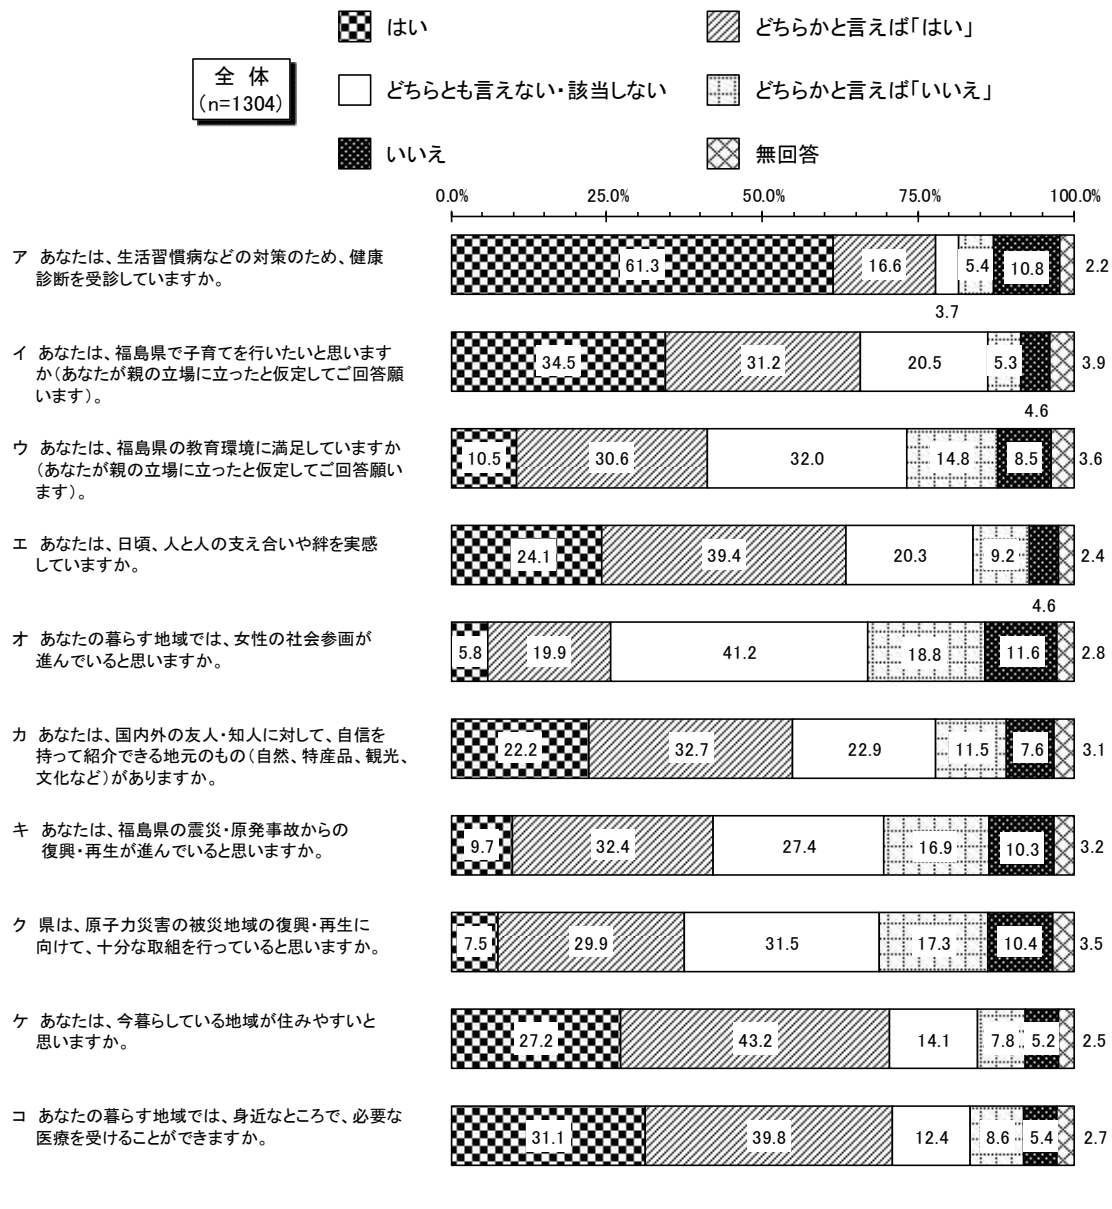 はい
どちらかと言えば「はい」
全 体
(n=1304)
どちらとも言えない・該当しない
どちらかと言えば「いいえ」
いいえ
無回答
0.0% 25.0% 50.0% 75.0% 100.0%
ア あなたは、生活習慣病などの対策のため、健康
診断を受診していますか。
61.3 16.6 5.4 10.8 2.2
3.7
イ あなたは、福島県で子育てを行いたいと思います
か(あなたが親の立場に立ったと仮定してご回答願
います)。
34.5 31.2 20.5 5.3 3.9
4.6
ウ あなたは、福島県の教育環境に満足していますか
(あなたが親の立場に立ったと仮定してご回答願い
ます)。
10.5 30.6 32.0 14.8 8.5 3.6
エ あなたは、日頃、人と人の支え合いや絆を実感
していますか。
24.1 39.4 20.3 9.2 2.4
4.6
オ あなたの暮らす地域では、女性の社会参画が
進んでいると思いますか。
5.8 19.9 41.2 18.8 11.6 2.8
カ あなたは、国内外の友人・知人に対して、自信を
持って紹介できる地元のもの(自然、特産品、観光、
文化など)がありますか。
22.2 32.7 22.9 11.5 7.6 3.1
キ あなたは、福島県の震災・原発事故からの
復興・再生が進んでいると思いますか。
9.7 32.4 27.4 16.9 10.3 3.2
ク 県は、原子力災害の被災地域の復興・再生に
向けて、十分な取組を行っていると思いますか。
7.5 29.9 31.5 17.3 10.4 3.5
ケ あなたは、今暮らしている地域が住みやすいと
思いますか。
27.2 43.2 14.1 7.8 5.2 2.5
コ あなたの暮らす地域では、身近なところで、必要な
医療を受けることができますか。
31.1 39.8 12.4 8.6 5.4 2.7